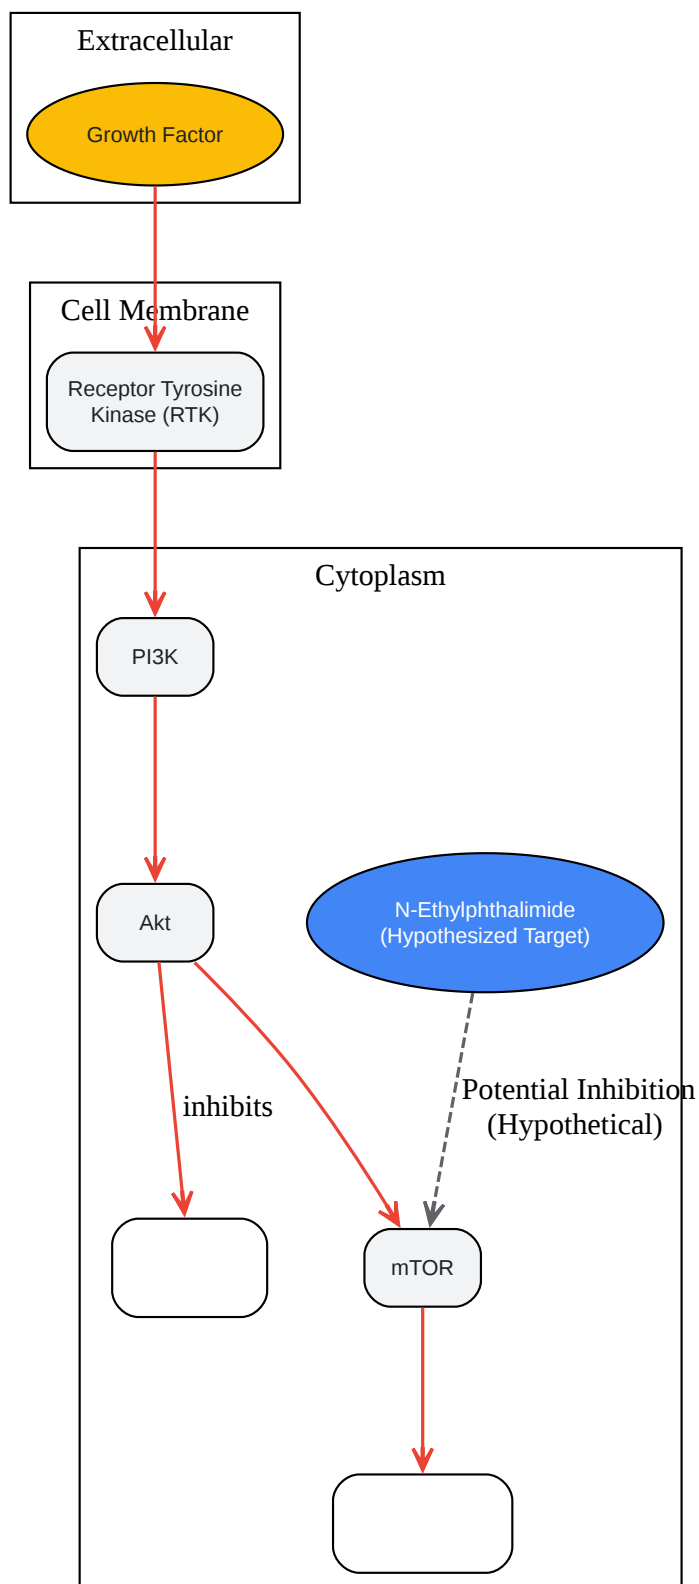 Extracellular
Growth Factor
Cell Membrane
Receptor Tyrosine
Kinase (RTK)
Cytoplasm
PI3K
Akt
N-Ethylphthalimide
(Hypothesized Target)
inhibits
Potential Inhibition
(Hypothetical)
mTOR